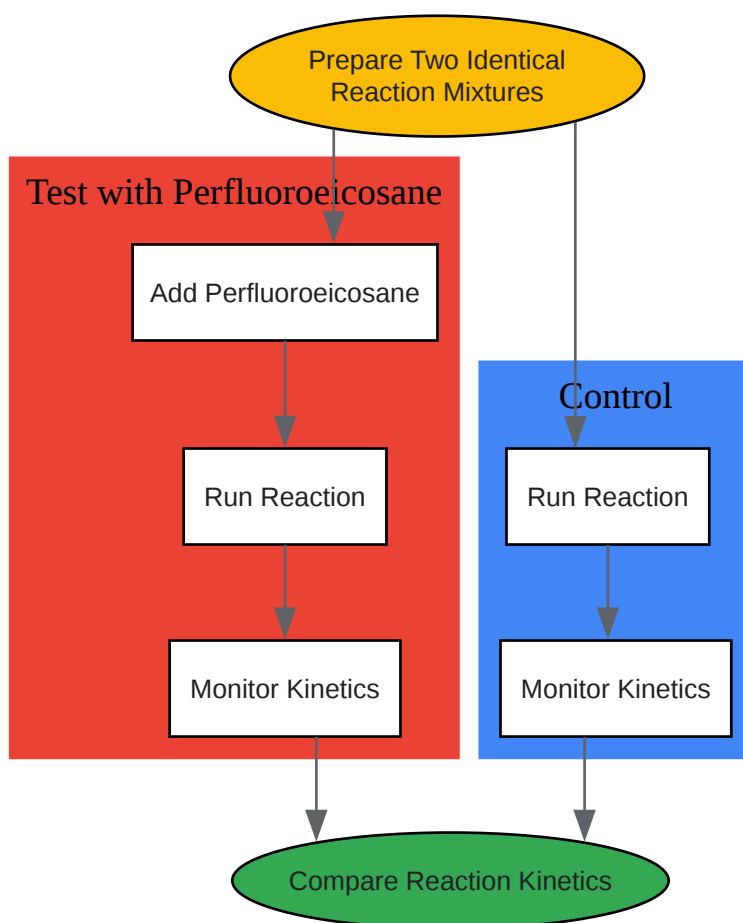 Prepare Two Identical
Reaction Mixtures
Test with Perfluoroeicosane
Add Perfluoroeicosane
Control
Run Reaction
Run Reaction
Monitor Kinetics
Monitor Kinetics
Compare Reaction Kinetics